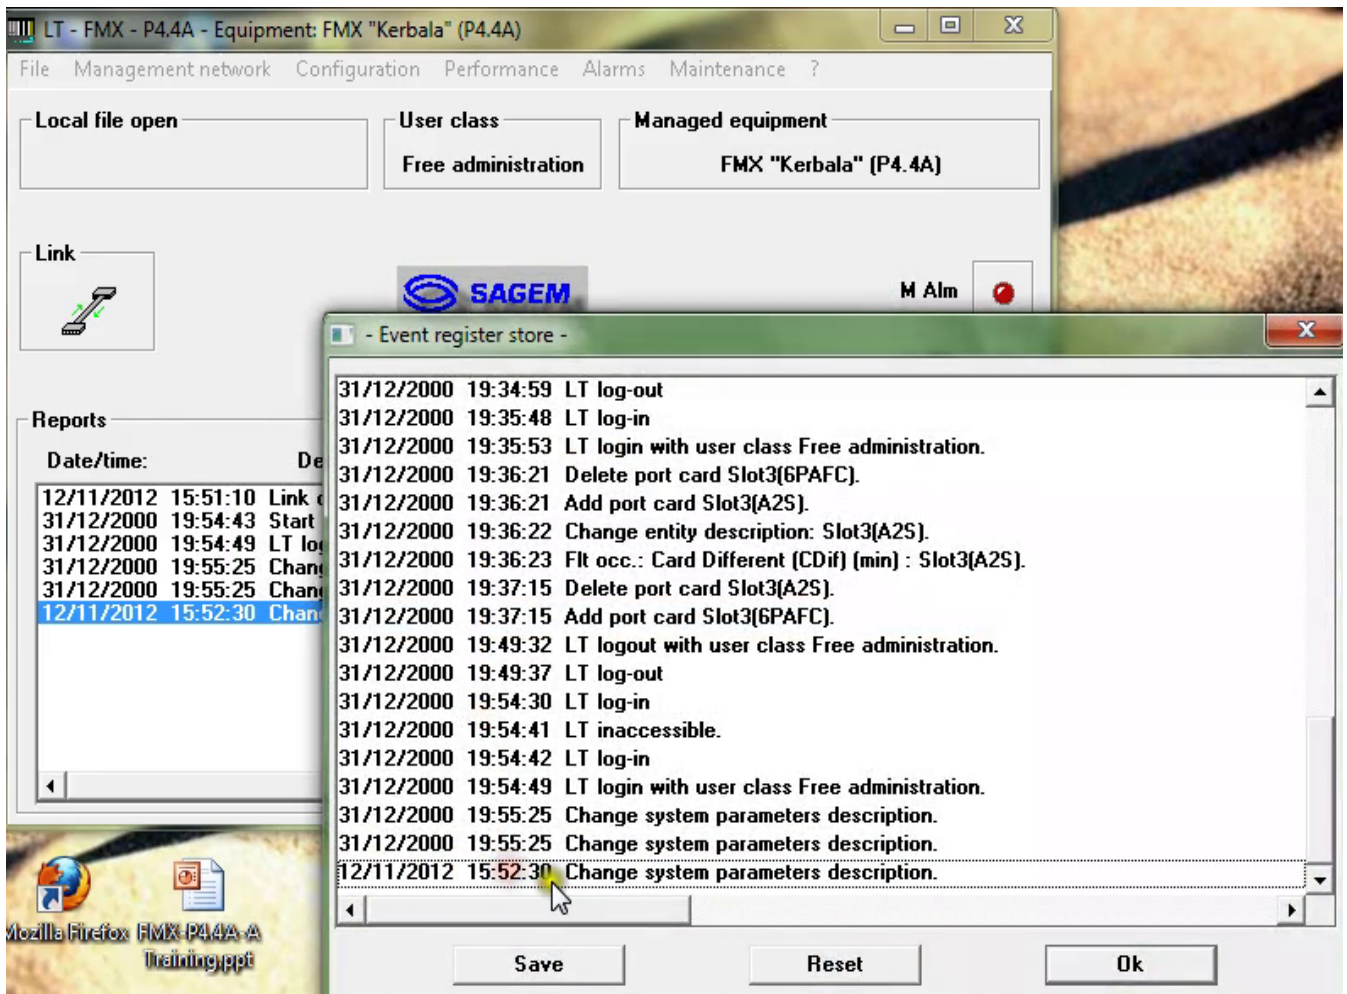 LT - FMX - P4.4A - Equipment: FMX "Kerbala" (P4.4A)
File Management network Configuration Performance Alarms Maintenance ?
Local file open
User class
Free administration
Managed equipment
FMX "Kerbala" (P4.4A)
Link
SAGEM
M Alm
Reports
Date/time: De
12/11/2012 15:51:10 Link
31/12/2000 19:54:43 Start
31/12/2000 19:54:49 LT log
31/12/2000 19:55:25 Chan
31/12/2000 19:55:25 Chan
12/11/2012 15:52:30 Chan
- Event register store -
31/12/2000 19:34:59 LT log-out
31/12/2000 19:35:48 LT log-in
31/12/2000 19:35:53 LT login with user class Free administration.
31/12/2000 19:36:21 Delete port card Slot3(6PAFC).
31/12/2000 19:36:21 Add port card Slot3(A2S).
31/12/2000 19:36:22 Change entity description: Slot3(A2S).
31/12/2000 19:36:23 Flt occ.: Card Different (CDif) (min) : Slot3(A2S).
31/12/2000 19:37:15 Delete port card Slot3(A2S).
31/12/2000 19:37:15 Add port card Slot3(6PAFC).
31/12/2000 19:49:32 LT logout with user class Free administration.
31/12/2000 19:49:37 LT log-out
31/12/2000 19:54:30 LT log-in
31/12/2000 19:54:41 LT inaccessible.
31/12/2000 19:54:42 LT log-in
31/12/2000 19:54:49 LT login with user class Free administration.
31/12/2000 19:55:25 Change system parameters description.
31/12/2000 19:55:25 Change system parameters description.
12/11/2012 15:52:30 Change system parameters description.
Save Reset Ok
Mozilla Firefox
FMX-P4.4A-A
Training.ppt